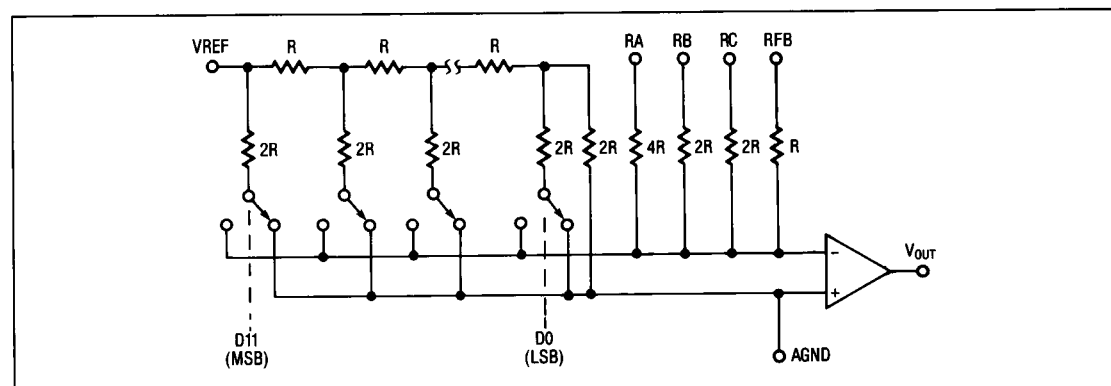 VREF R R R RA RB RC RFB
2R 2R 2R 2R 2R 4R 2R 2R R
− VOUT
+
D11 D0 AGND
(MSB) (LSB)